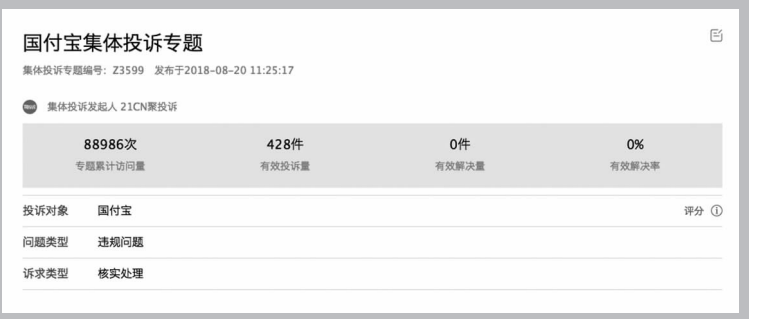 国付宝集体投诉专题
集体投诉专题编号：Z3599 发布于2018-08-20 11:25:17
集体投诉发起人 21CN聚投诉
88986次 428件 0件 0%
专题累计访问量 有效投诉量 有效解决量 有效解决率
投诉对象 国付宝 评分
问题类型 违规问题
诉求类型 核实处理